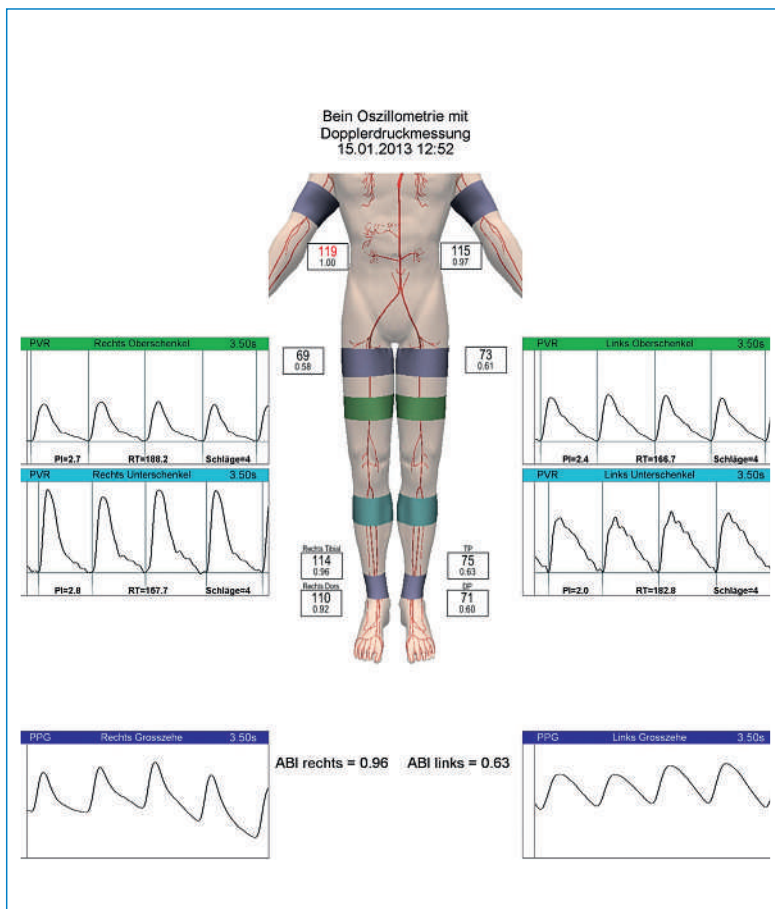 Bein Oszillometrie mit
Dopplerdruckmessung
15.01.2013 12:52
119
1.00
115
0.97
69
0.58
73
0.61
PVR Rechts Oberschenkel 3.50s
PI=2.7 RT=188.2 Schläge=4
PVR Links Oberschenkel 3.50s
PI=2.4 RT=166.7 Schläge=4
PVR Rechts Unterschenkel 3.50s
PI=2.8 RT=157.7 Schläge=4
PVR Links Unterschenkel 3.50s
PI=2.0 RT=182.8 Schläge=4
Rechts Tibial
114
0.96
TP
75
0.63
Rechts Dors
110
0.92
DP
71
0.60
PPG Rechts Grosszehe 3.50s
ABI rechts = 0.96 ABI links = 0.63
PPG Links Grosszehe 3.50s